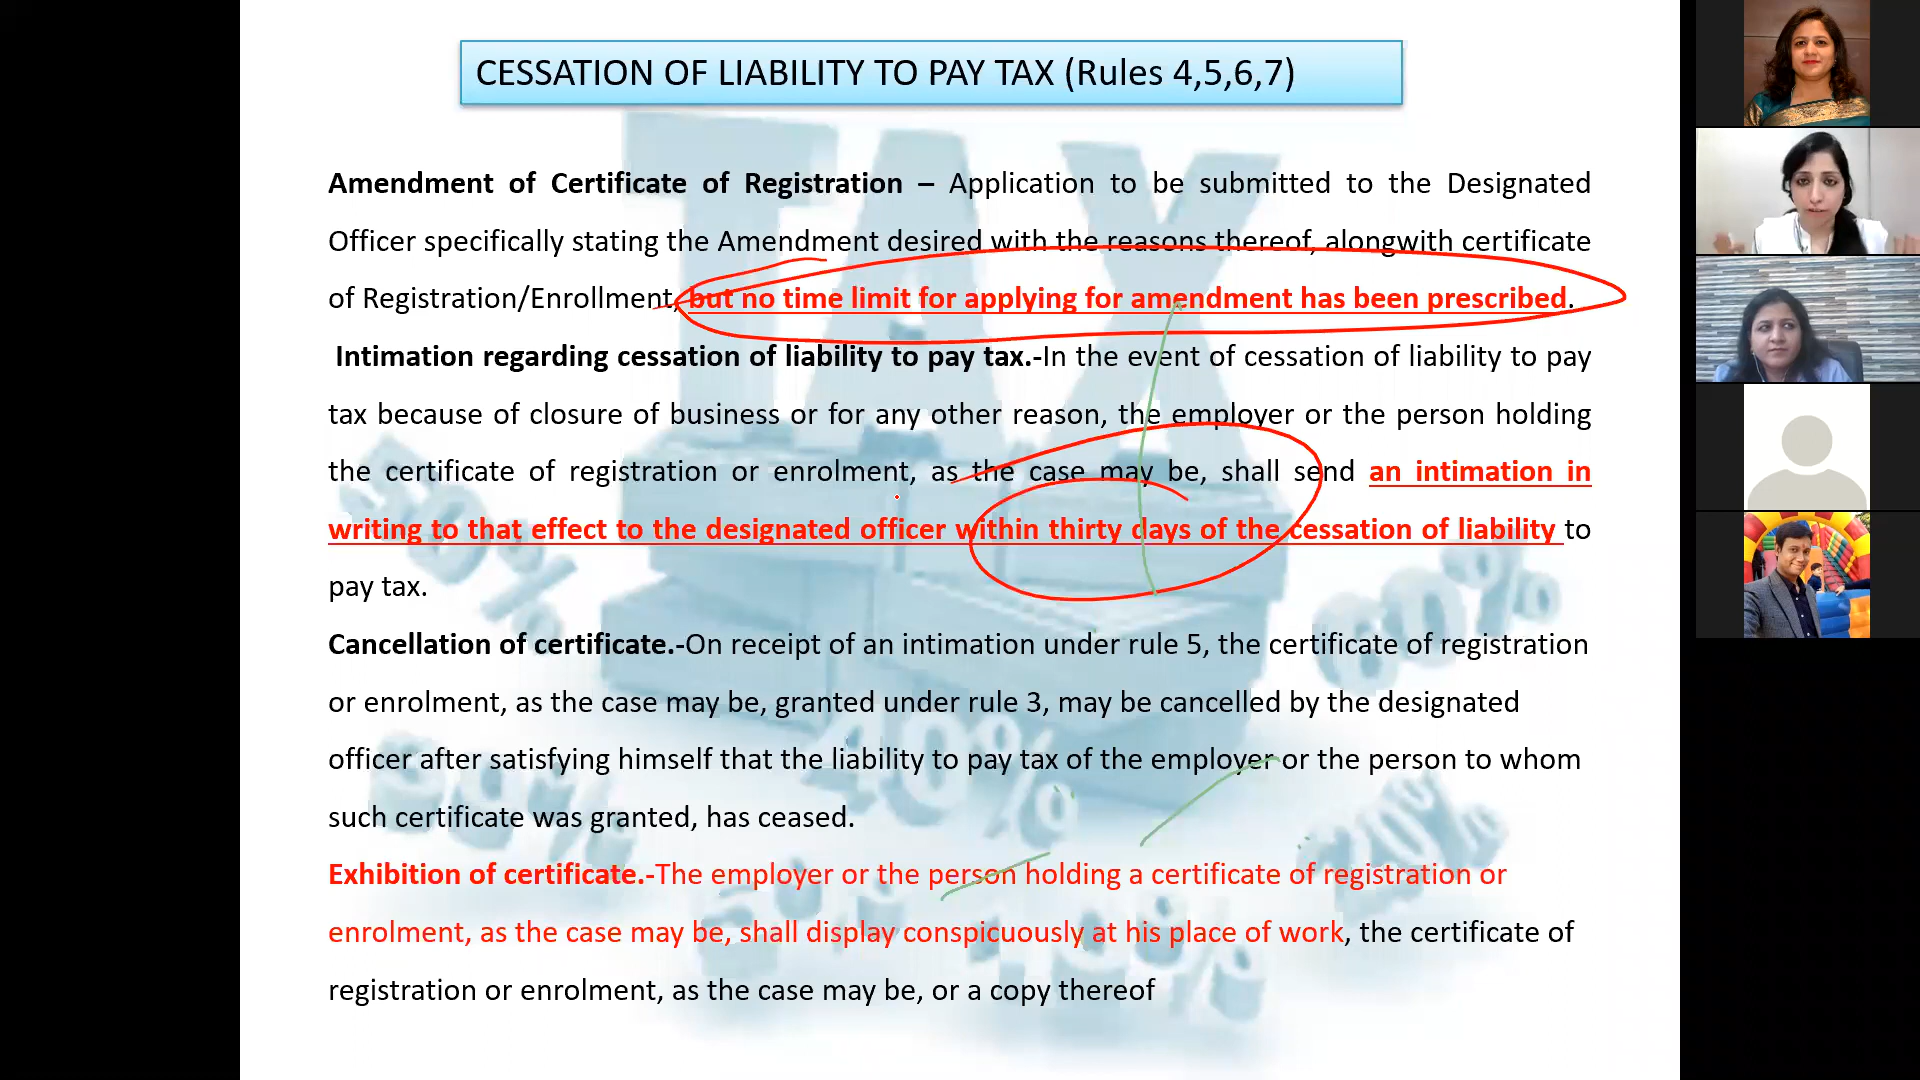 CESSATION OF LIABILITY TO PAY TAX (Rules 4,5,6,7)
TAX
Amendment of Certificate of Registration – Application to be submitted to the Designated
Officer specifically stating the Amendment desired with the reasons thereof, alongwith certificate
of Registration/Enrollment, but no time limit for applying for amendment has been prescribed.
Intimation regarding cessation of liability to pay tax.-In the event of cessation of liability to pay
tax because of closure of business or for any other reason, the employer or the person holding
the certificate of registration or enrolment, as the case may be, shall send an intimation in
writing to that effect to the designated officer within thirty days of the cessation of liability to
pay tax.
50%
60%
Cancellation of certificate.-On receipt of an intimation under rule 5, the certificate of registration
or enrolment, as the case may be, granted under rule 3, may be cancelled by the designated
officer after satisfying himself that the liability to pay tax of the employer or the person to whom
such certificate was granted, has ceased.
40%
Exhibition of certificate.-The employer or the person holding a certificate of registration or
enrolment, as the case may be, shall display conspicuously at his place of work, the certificate of
registration or enrolment, as the case may be, or a copy thereof